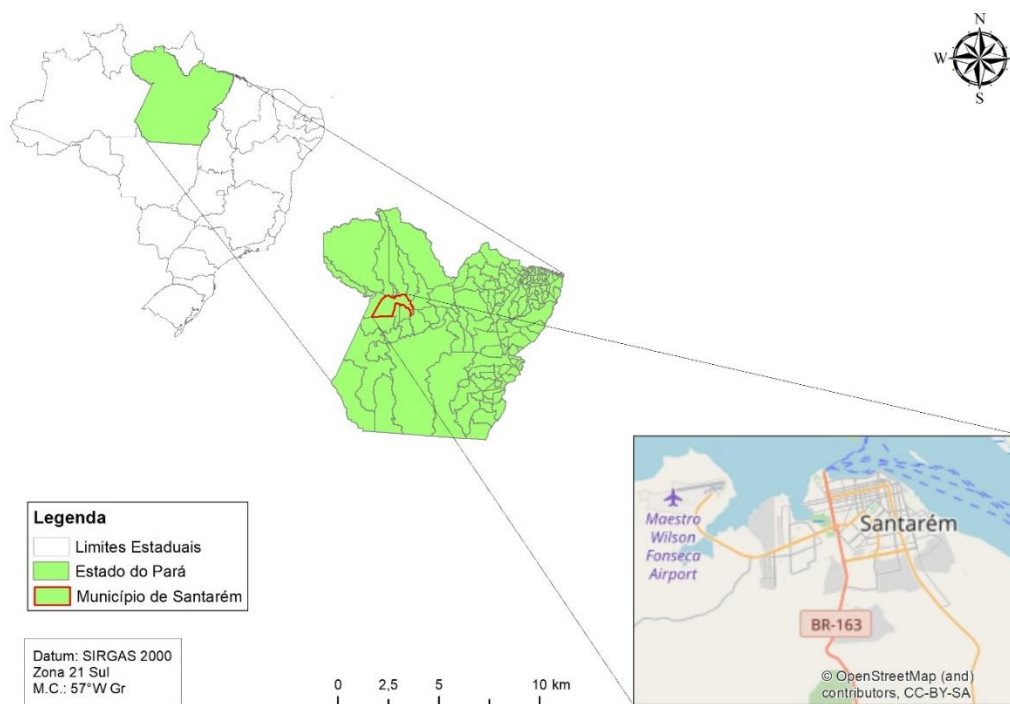 N
W
E
S
Legenda
Limites Estaduais
Estado do Pará
Município de Santarém
Datum: SIRGAS 2000
Zona 21 Sul
M.C.: 57°W Gr
0 2,5 5 10 km
Maestro
Wilson
Fonseca
Airport
Santarém
BR-163
© OpenStreetMap (and)
contributors, CC-BY-SA